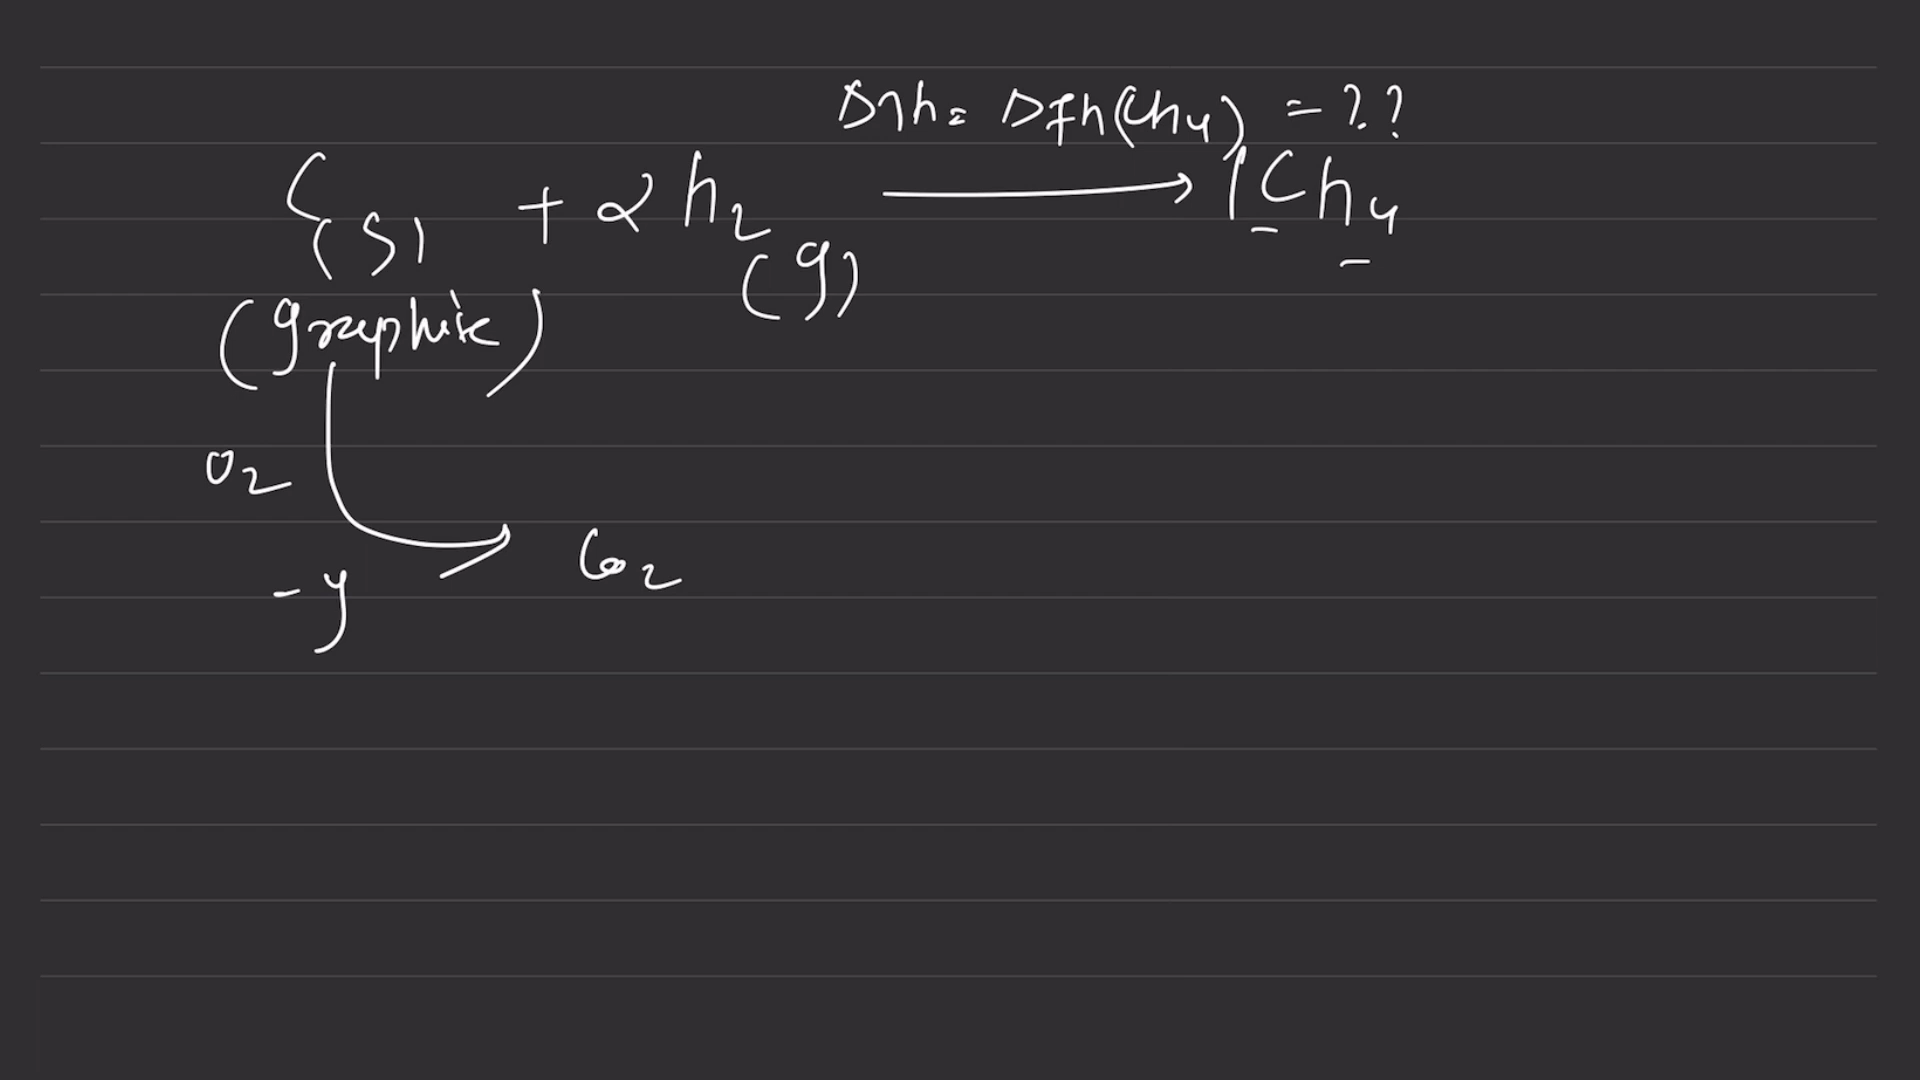 Δrh = Δfh(Ch4) = ??
C(s) + 2h2(g) → 1Ch4
(graphite)
O2
CO2
-y